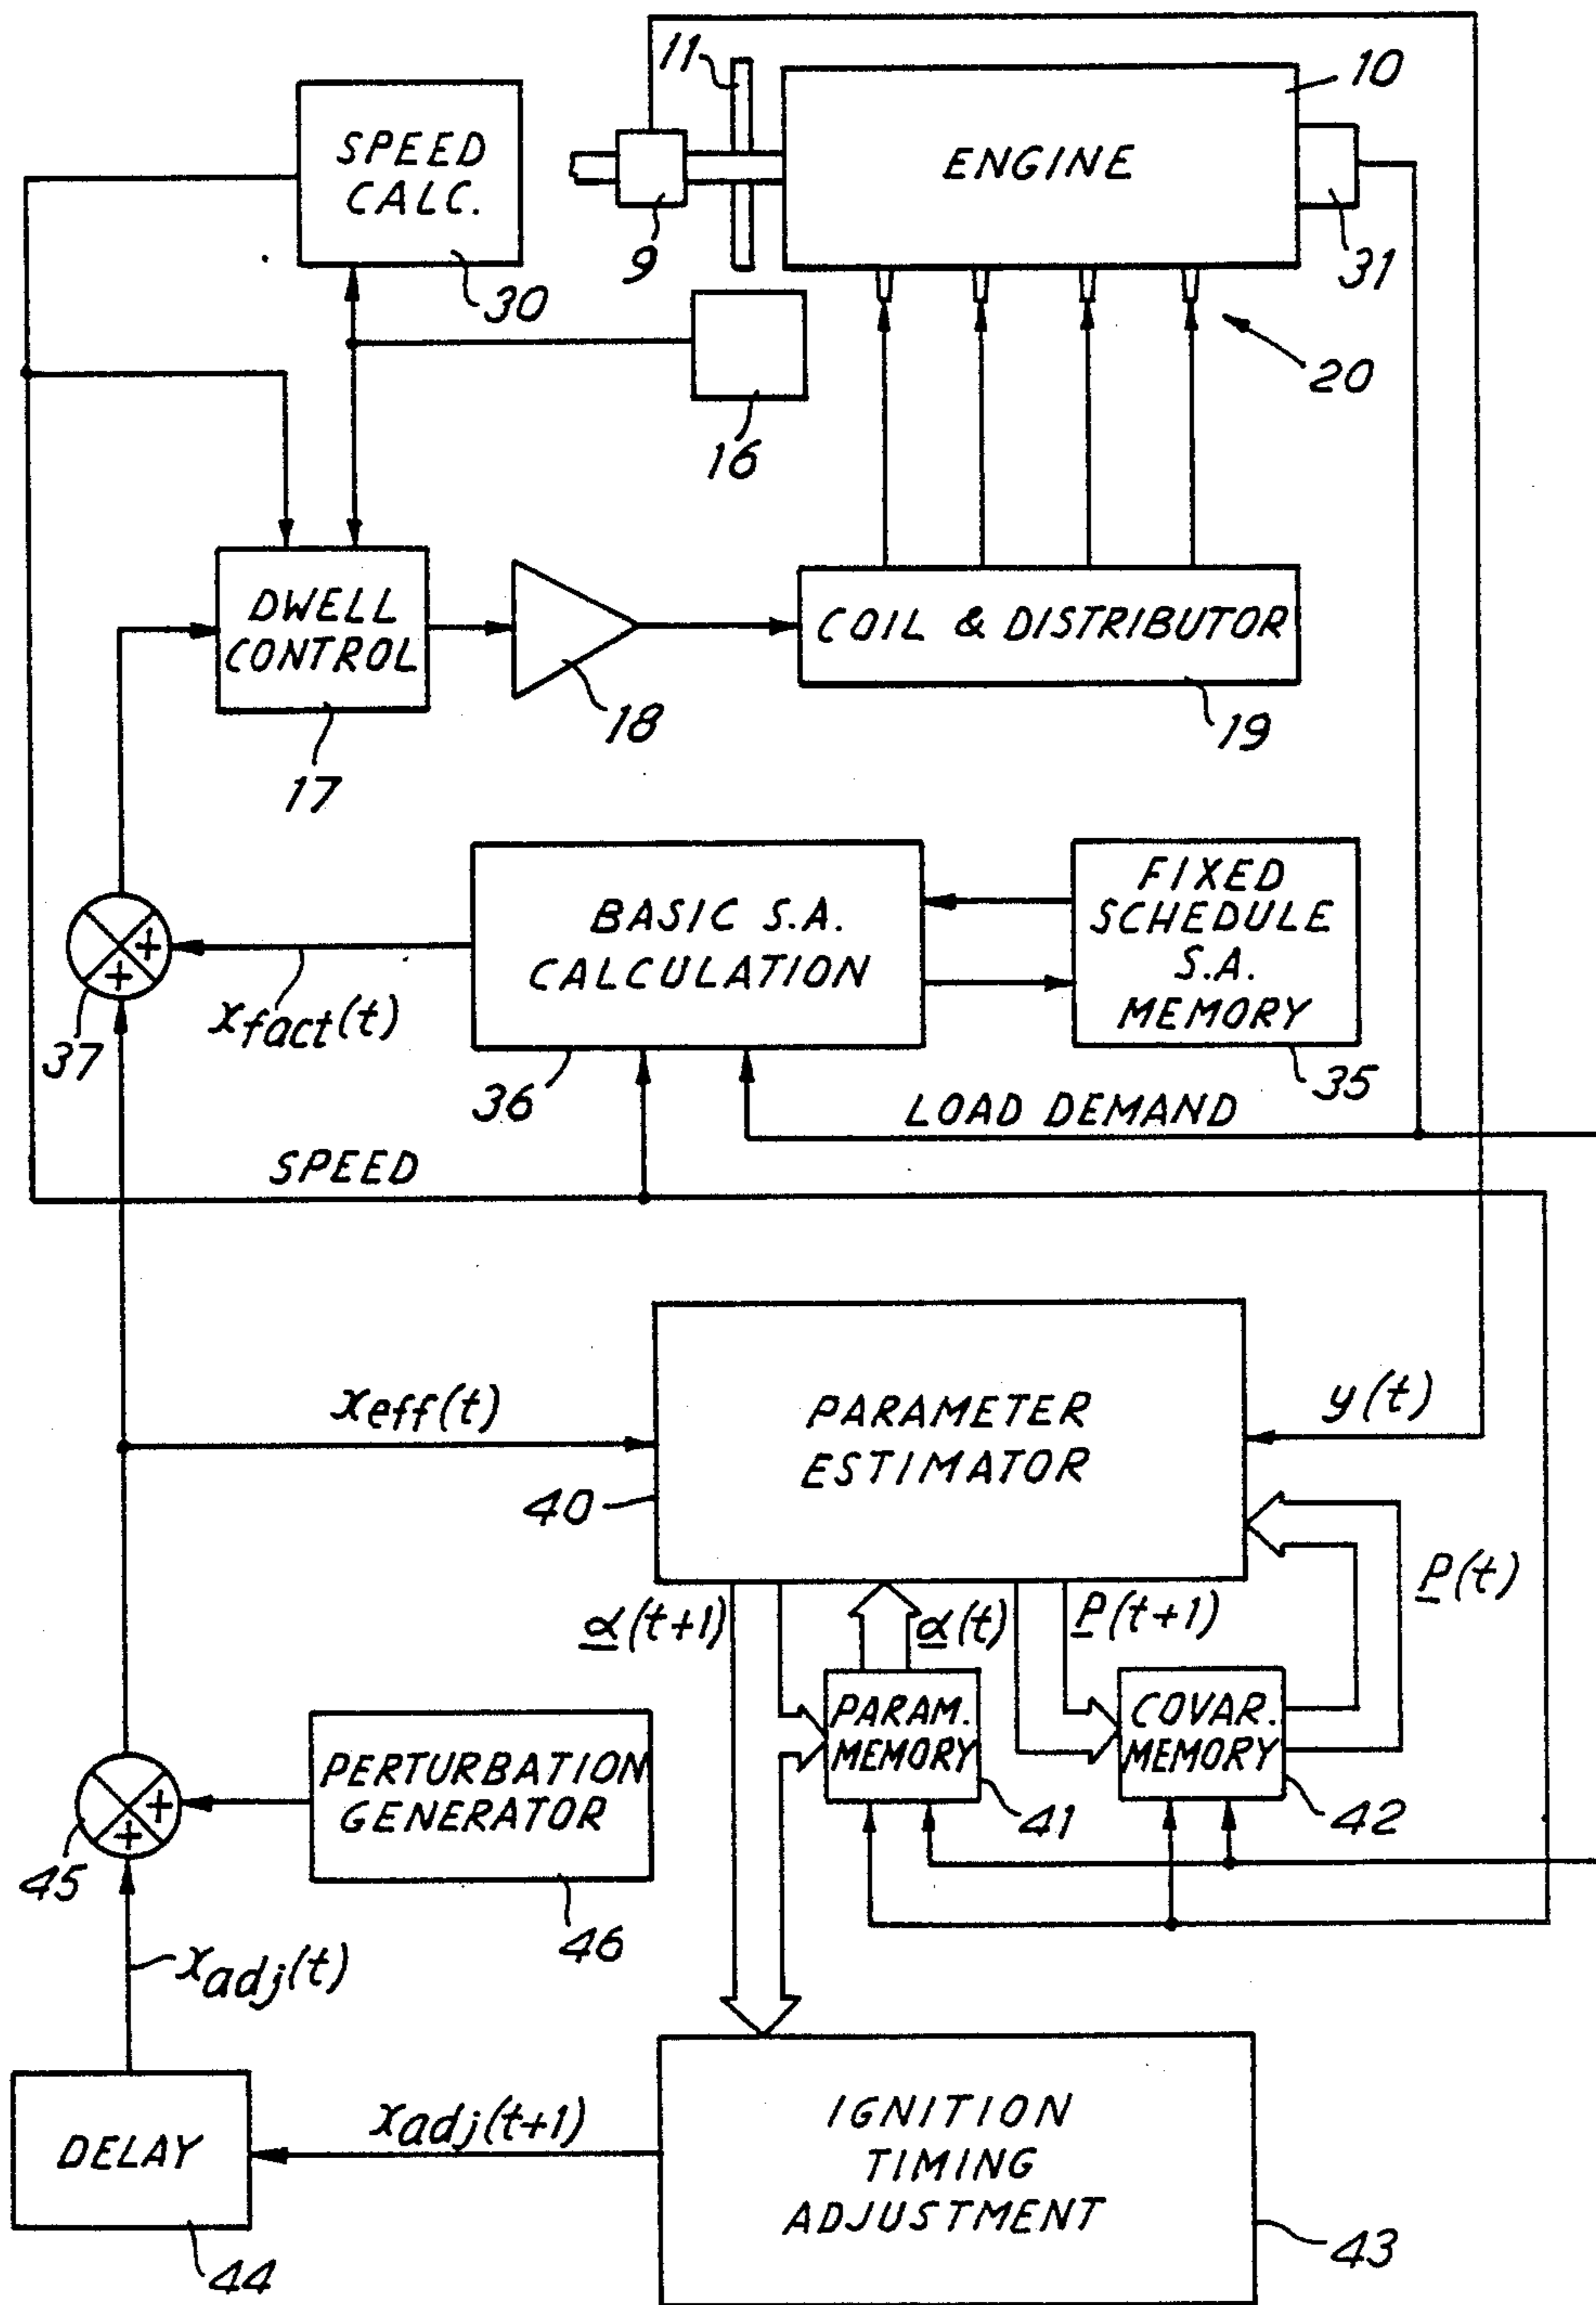 11
10
SPEED
CALC.
ENGINE
9
31
30
20
16
DWELL
CONTROL
COIL & DISTRIBUTOR
18
19
17
BASIC S.A.
CALCULATION
FIXED
SCHEDULE
S.A.
MEMORY
+
+
37
xfact(t)
36
35
LOAD DEMAND
SPEED
PARAMETER
ESTIMATOR
xeff(t)
y(t)
40
P(t)
α(t+1)
α(t)
P(t+1)
PARAM.
MEMORY
COVAR.
MEMORY
PERTURBATION
GENERATOR
+
+
41
42
45
46
xadj(t)
IGNITION
TIMING
ADJUSTMENT
xadj(t+1)
DELAY
43
44